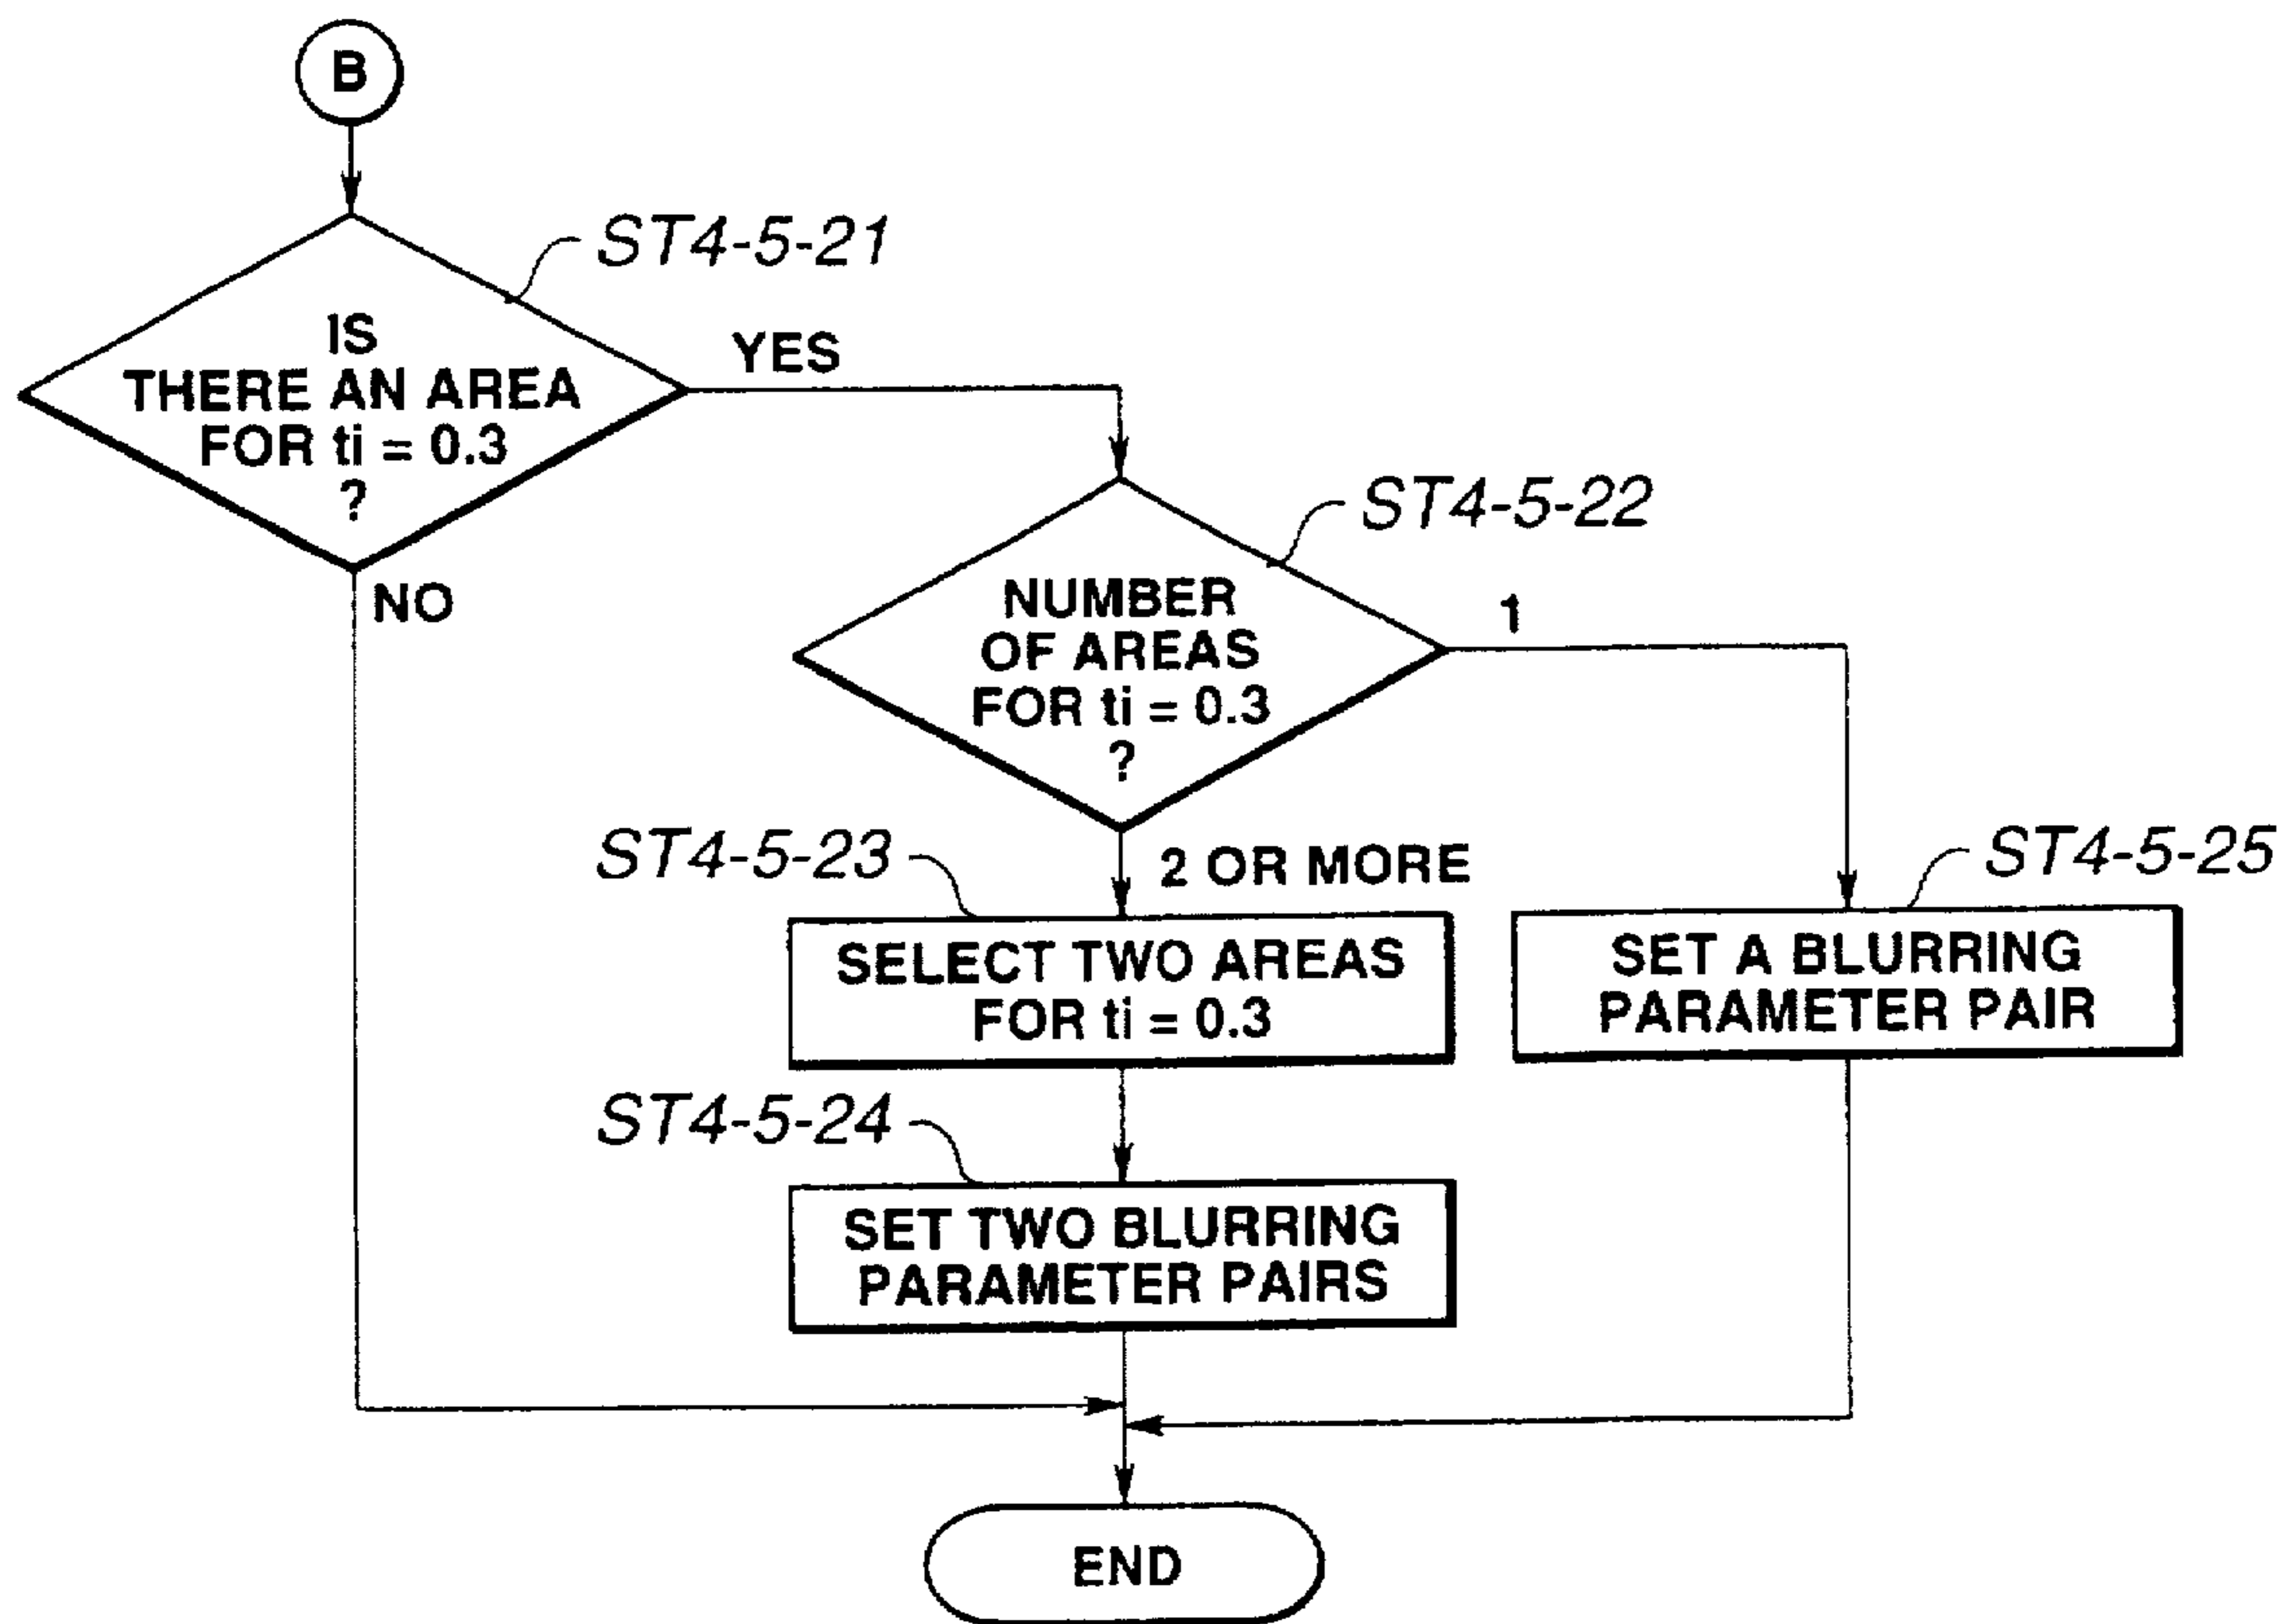 B
ST4-5-21
IS
THERE AN AREA
FOR ti = 0.3
?
YES
NO
ST4-5-22
NUMBER
OF AREAS
FOR ti = 0.3
?
1
2 OR MORE
ST4-5-23
SELECT TWO AREAS
FOR ti = 0.3
ST4-5-25
SET A BLURRING
PARAMETER PAIR
ST4-5-24
SET TWO BLURRING
PARAMETER PAIRS
END